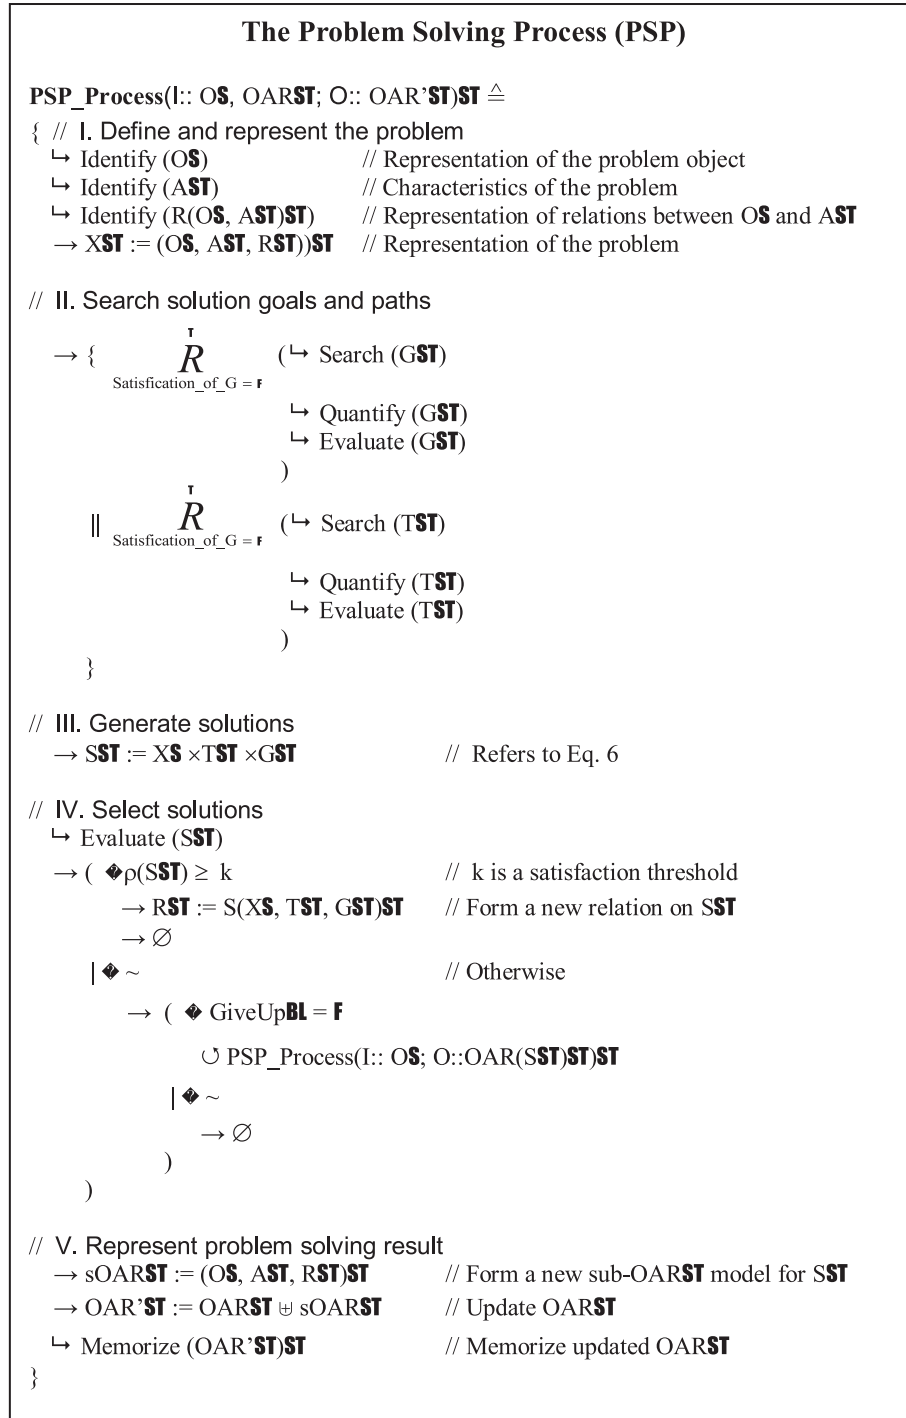 The Problem Solving Process (PSP)
PSP_Process(I:: OS, OARST; O:: OAR’ST)ST ≙
{ // I. Define and represent the problem
↳ Identify (OS) // Representation of the problem object
↳ Identify (AST) // Characteristics of the problem
↳ Identify (R(OS, AST)ST) // Representation of relations between OS and AST
→ XST := (OS, AST, RST))ST // Representation of the problem
// II. Search solution goals and paths
T
→ { R (↳ Search (GST)
Satisfication_of_G = F
↳ Quantify (GST)
↳ Evaluate (GST)
)
T
|| R (↳ Search (TST)
Satisfication_of_G = F
↳ Quantify (TST)
↳ Evaluate (TST)
)
}
// III. Generate solutions
→ SST := XS ×TST ×GST // Refers to Eq. 6
// IV. Select solutions
↳ Evaluate (SST)
→ ( �ρ(SST) ≥ k // k is a satisfaction threshold
→ RST := S(XS, TST, GST)ST // Form a new relation on SST
→ ∅
| � ~ // Otherwise
→ ( � GiveUpBL = F
↺ PSP_Process(I:: OS; O::OAR(SST)ST)ST
| � ~
→ ∅
)
)
// V. Represent problem solving result
→ sOARST := (OS, AST, RST)ST // Form a new sub-OARST model for SST
→ OAR’ST := OARST ⊎ sOARST // Update OARST
↳ Memorize (OAR’ST)ST // Memorize updated OARST
}